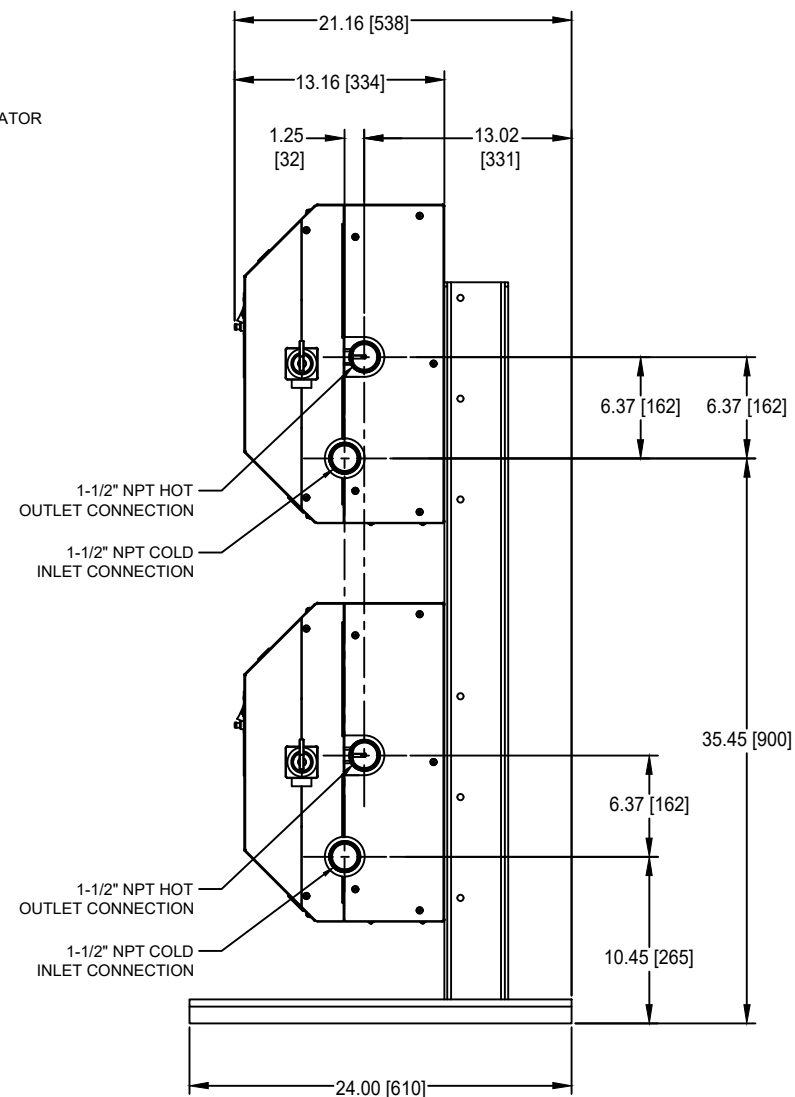 21.16 [538]
13.16 [334]
ATOR
1.25
[32]
13.02
[331]
6.37 [162]
6.37 [162]
1-1/2" NPT HOT
OUTLET CONNECTION
1-1/2" NPT COLD
INLET CONNECTION
35.45 [900]
6.37 [162]
1-1/2" NPT HOT
OUTLET CONNECTION
1-1/2" NPT COLD
INLET CONNECTION
10.45 [265]
24.00 [610]